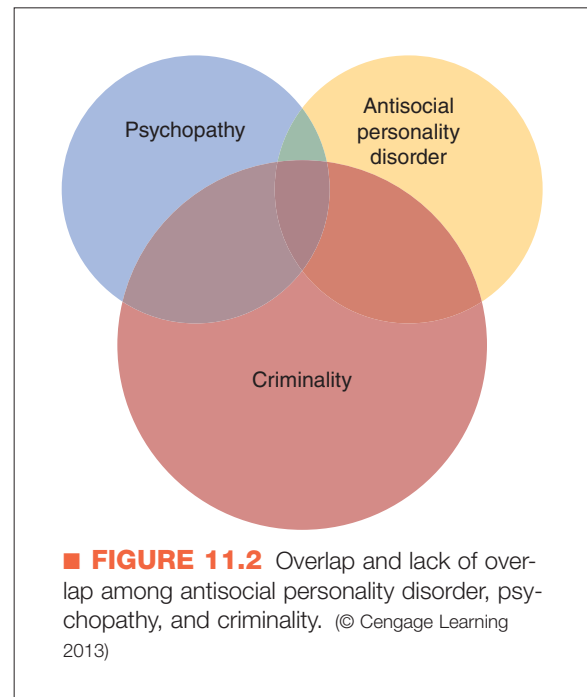 Psychopathy
Antisocial
personality
disorder
Criminality
■ FIGURE 11.2 Overlap and lack of over-
lap among antisocial personality disorder, psy-
chopathy, and criminality. (© Cengage Learning
2013)